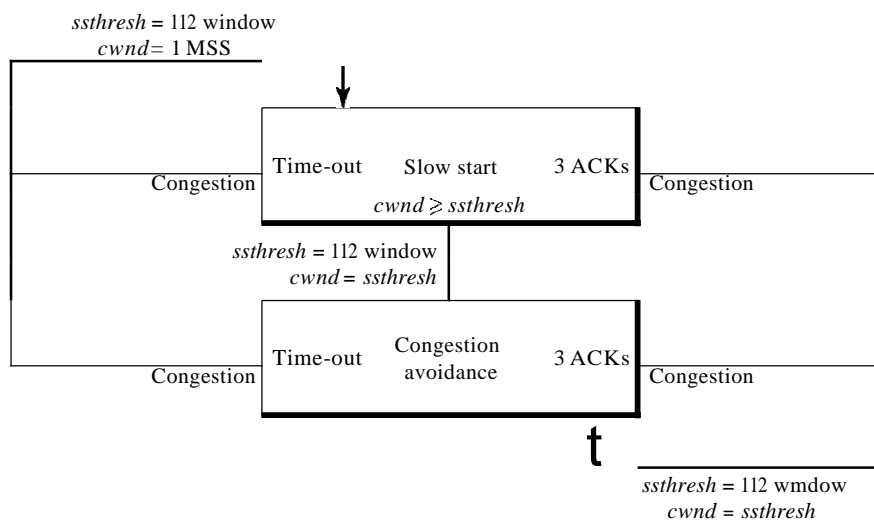 ssthresh = 112 window
cwnd = 1 MSS
Time-out
Slow start
3 ACKs
Congestion
Congestion
cwnd ⩾ ssthresh
ssthresh = 112 window
cwnd = ssthresh
Time-out
Congestion
avoidance
3 ACKs
Congestion
Congestion
t
ssthresh = 112 wmdow
cwnd = ssthresh